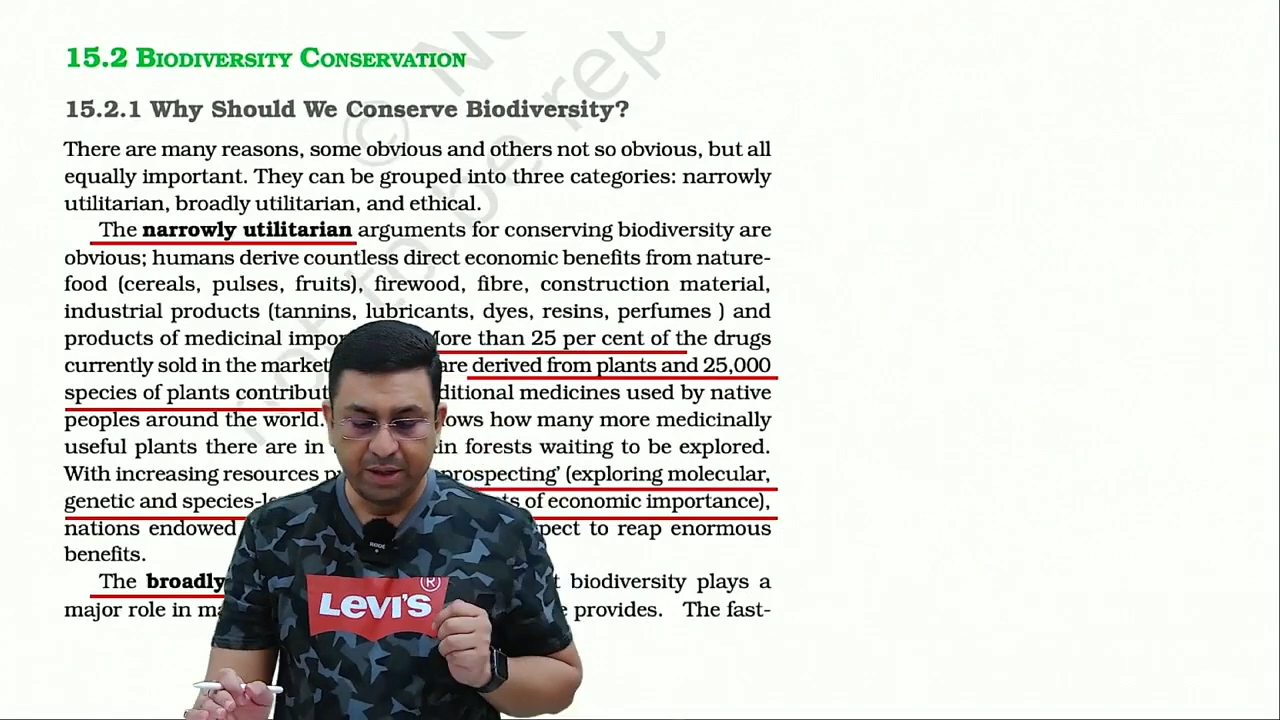 15.2 BIODIVERSITY CONSERVATION
15.2.1 Why Should We Conserve Biodiversity?
There are many reasons, some obvious and others not so obvious, but all
equally important. They can be grouped into three categories: narrowly
utilitarian, broadly utilitarian, and ethical.
The narrowly utilitarian arguments for conserving biodiversity are
obvious; humans derive countless direct economic benefits from nature-
food (cereals, pulses, fruits), firewood, fibre, construction material,
industrial products (tannins, lubricants, dyes, resins, perfumes ) and
products of medicinal More than 25 per cent of the drugs
currently sold in the market are derived from plants and 25,000
species of plants medicines used by native
peoples around the world. how many more medicinally
useful plants there are in forests waiting to be explored.
With increasing resources prospecting' (exploring molecular,
genetic and of economic importance),
nations endowed to reap enormous
benefits.
The broadly biodiversity plays a
major role in provides. The fast-
LEVI'S
®
RODE
© to be